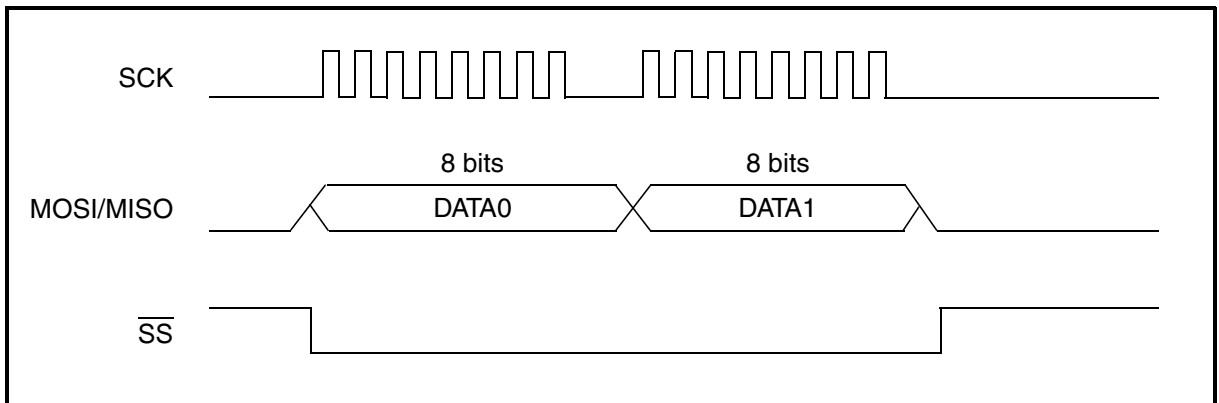 SCK
8 bits 8 bits
MOSI/MISO DATA0 DATA1
SS